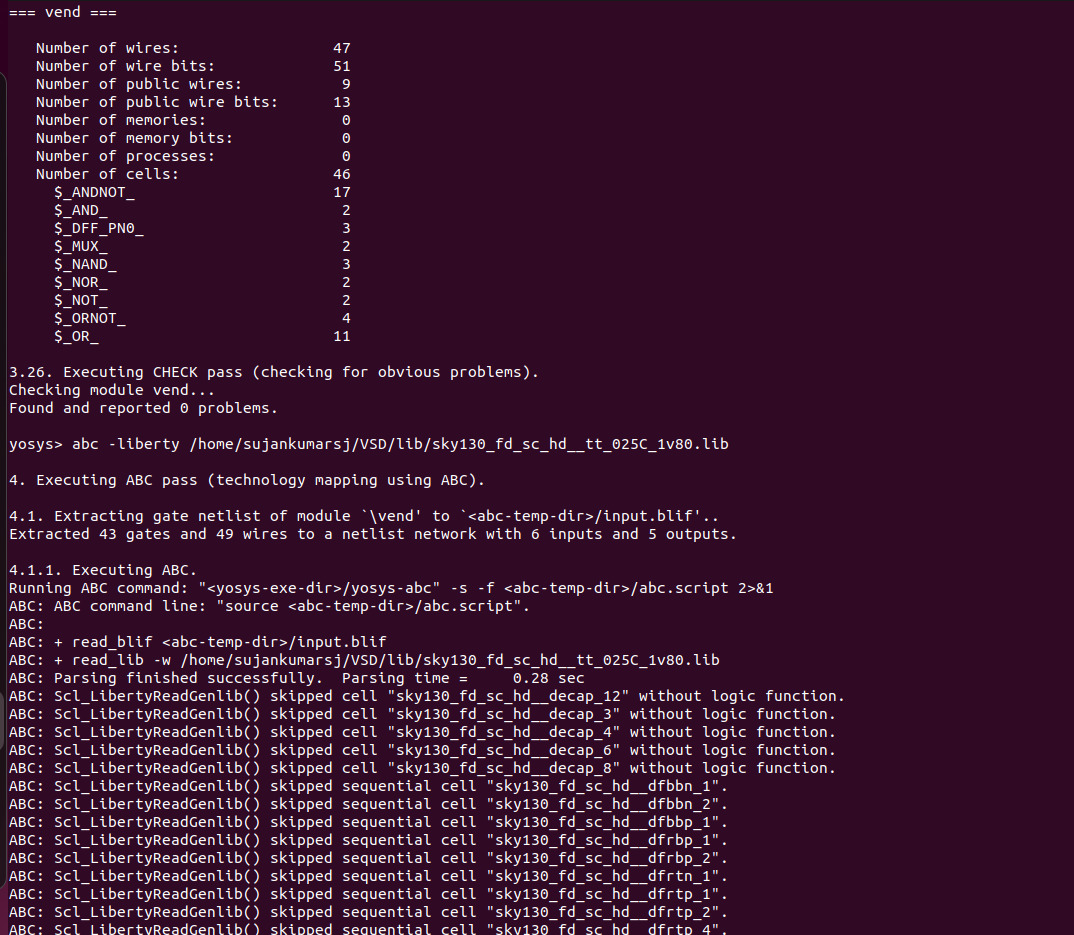 === vend ===
Number of wires: 47
Number of wire bits: 51
Number of public wires: 9
Number of public wire bits: 13
Number of memories: 0
Number of memory bits: 0
Number of processes: 0
Number of cells: 46
$_ANDNOT_ 17
$_AND_ 2
$_DFF_PN0_ 3
$_MUX_ 2
$_NAND_ 3
$_NOR_ 2
$_NOT_ 2
$_ORNOT_ 4
$_OR_ 11
3.26. Executing CHECK pass (checking for obvious problems).
Checking module vend...
Found and reported 0 problems.
yosys> abc -liberty /home/sujankumarsj/VSD/lib/sky130_fd_sc_hd__tt_025C_1v80.lib
4. Executing ABC pass (technology mapping using ABC).
4.1. Extracting gate netlist of module `\vend' to `<abc-temp-dir>/input.blif'..
Extracted 43 gates and 49 wires to a netlist network with 6 inputs and 5 outputs.
4.1.1. Executing ABC.
Running ABC command: "<yosys-exe-dir>/yosys-abc" -s -f <abc-temp-dir>/abc.script 2>&1
ABC: ABC command line: "source <abc-temp-dir>/abc.script".
ABC:
ABC: + read_blif <abc-temp-dir>/input.blif
ABC: + read_lib -w /home/sujankumarsj/VSD/lib/sky130_fd_sc_hd__tt_025C_1v80.lib
ABC: Parsing finished successfully.  Parsing time =     0.28 sec
ABC: Scl_LibertyReadGenlib() skipped cell "sky130_fd_sc_hd__decap_12" without logic function.
ABC: Scl_LibertyReadGenlib() skipped cell "sky130_fd_sc_hd__decap_3" without logic function.
ABC: Scl_LibertyReadGenlib() skipped cell "sky130_fd_sc_hd__decap_4" without logic function.
ABC: Scl_LibertyReadGenlib() skipped cell "sky130_fd_sc_hd__decap_6" without logic function.
ABC: Scl_LibertyReadGenlib() skipped cell "sky130_fd_sc_hd__decap_8" without logic function.
ABC: Scl_LibertyReadGenlib() skipped sequential cell "sky130_fd_sc_hd__dfbbn_1".
ABC: Scl_LibertyReadGenlib() skipped sequential cell "sky130_fd_sc_hd__dfbbn_2".
ABC: Scl_LibertyReadGenlib() skipped sequential cell "sky130_fd_sc_hd__dfbbp_1".
ABC: Scl_LibertyReadGenlib() skipped sequential cell "sky130_fd_sc_hd__dfrbp_1".
ABC: Scl_LibertyReadGenlib() skipped sequential cell "sky130_fd_sc_hd__dfrbp_2".
ABC: Scl_LibertyReadGenlib() skipped sequential cell "sky130_fd_sc_hd__dfrtn_1".
ABC: Scl_LibertyReadGenlib() skipped sequential cell "sky130_fd_sc_hd__dfrtp_1".
ABC: Scl_LibertyReadGenlib() skipped sequential cell "sky130_fd_sc_hd__dfrtp_2".
ABC: Scl_LibertyReadGenlib() skipped sequential cell "sky130_fd_sc_hd__dfrtp_4".